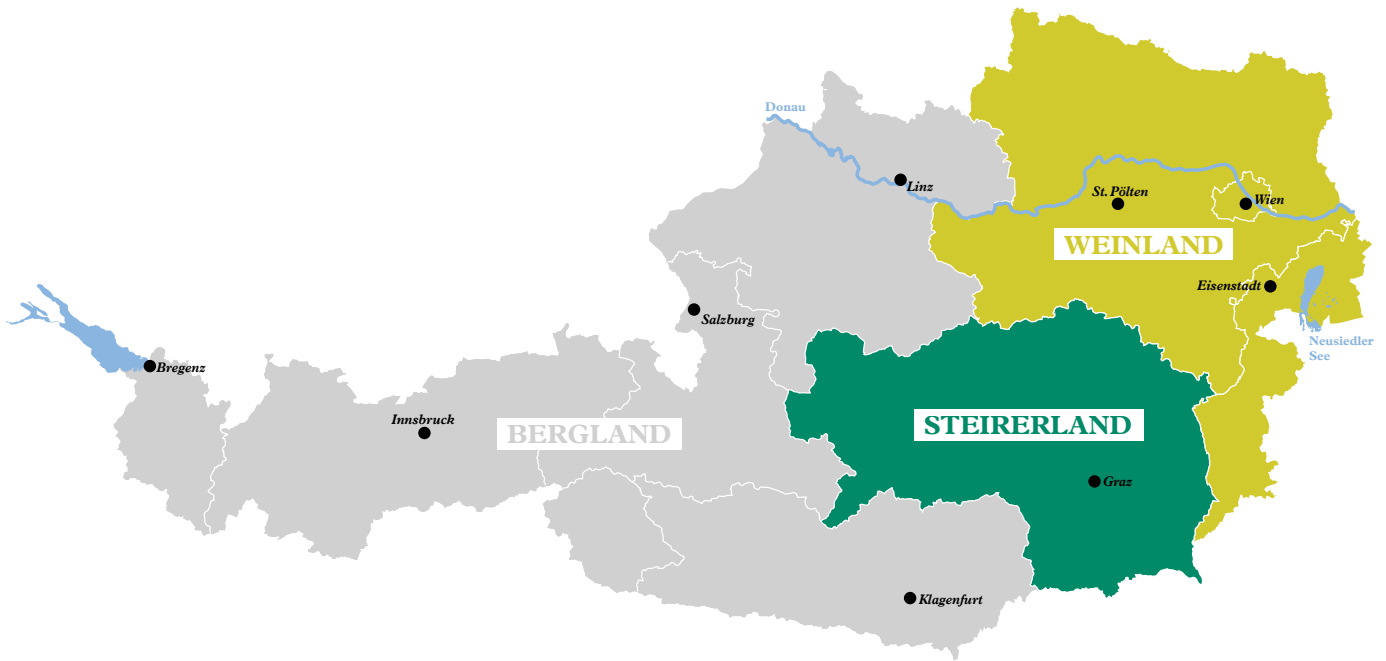 Donau
Linz
St. Pölten
Wien
WEINLAND
Eisenstadt
Salzburg
Neusiedler
See
Bregenz
Innsbruck
STEIRERLAND
BERGLAND
Graz
Klagenfurt